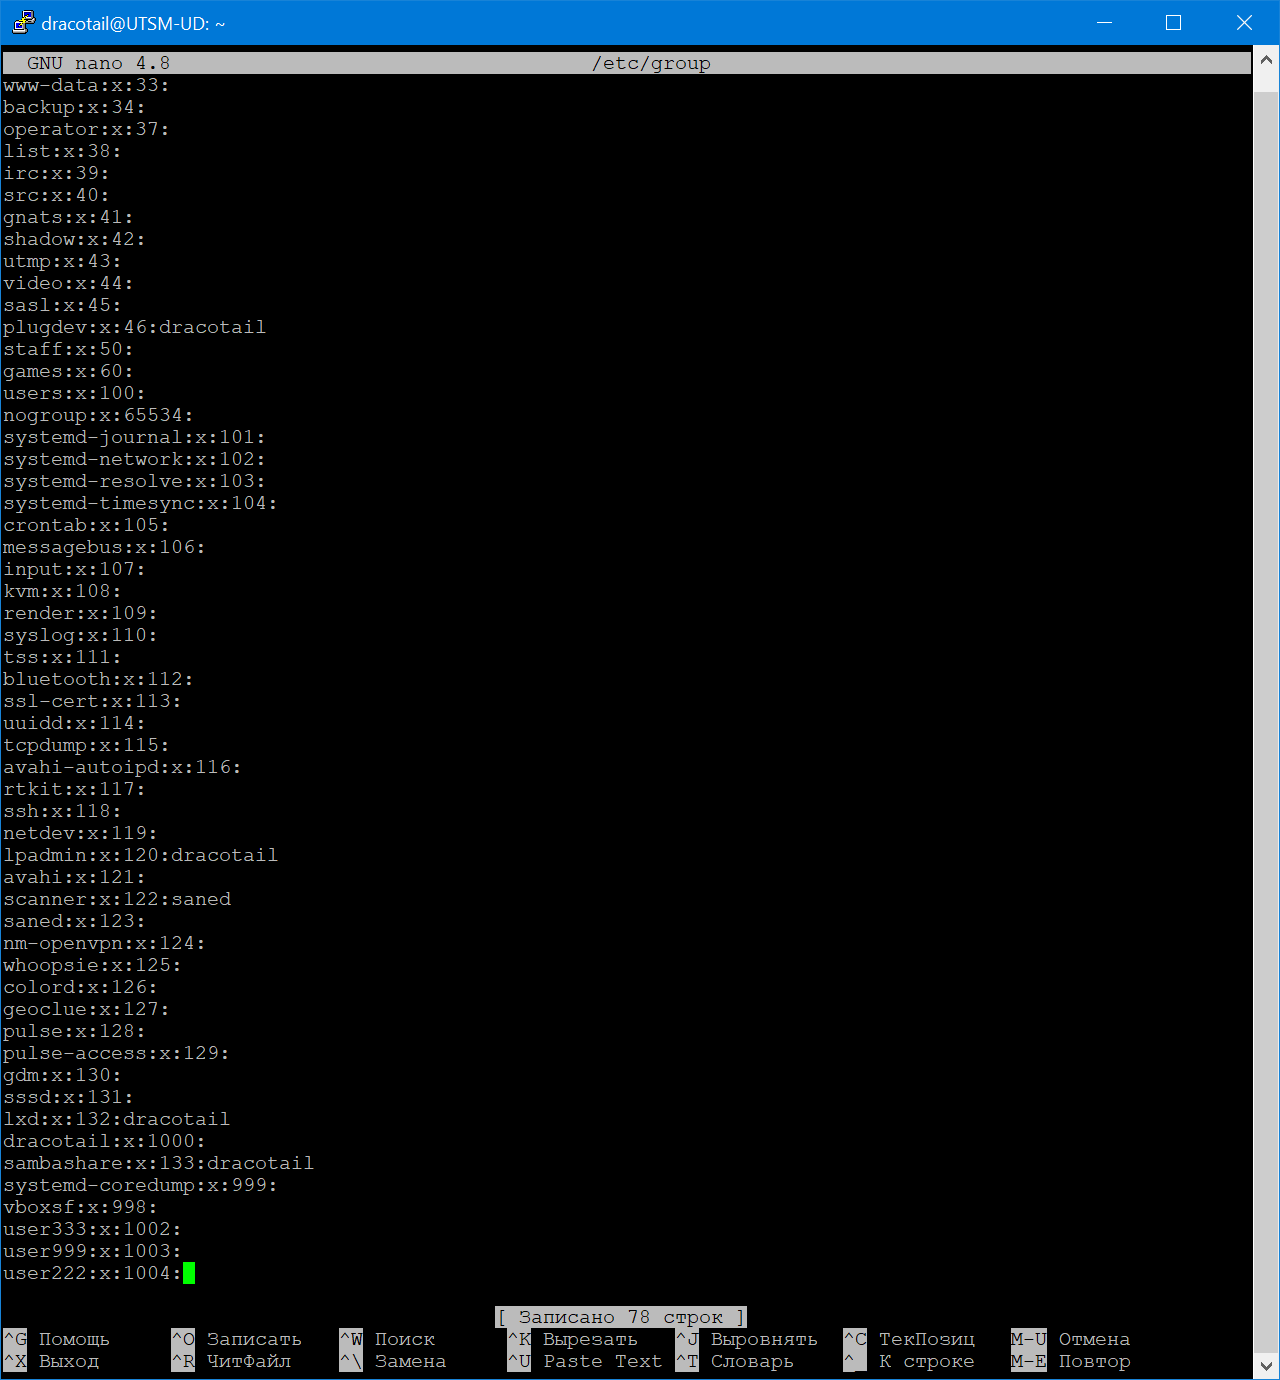 dracotail@UTSM-UD: ~
GNU nano 4.8 /etc/group
www-data:x:33:
backup:x:34:
operator:x:37:
list:x:38:
irc:x:39:
src:x:40:
gnats:x:41:
shadow:x:42:
utmp:x:43:
video:x:44:
sasl:x:45:
plugdev:x:46:dracotail
staff:x:50:
games:x:60:
users:x:100:
nogroup:x:65534:
systemd-journal:x:101:
systemd-network:x:102:
systemd-resolve:x:103:
systemd-timesync:x:104:
crontab:x:105:
messagebus:x:106:
input:x:107:
kvm:x:108:
render:x:109:
syslog:x:110:
tss:x:111:
bluetooth:x:112:
ssl-cert:x:113:
uuidd:x:114:
tcpdump:x:115:
avahi-autoipd:x:116:
rtkit:x:117:
ssh:x:118:
netdev:x:119:
lpadmin:x:120:dracotail
avahi:x:121:
scanner:x:122:saned
saned:x:123:
nm-openvpn:x:124:
whoopsie:x:125:
colord:x:126:
geoclue:x:127:
pulse:x:128:
pulse-access:x:129:
gdm:x:130:
sssd:x:131:
lxd:x:132:dracotail
dracotail:x:1000:
sambashare:x:133:dracotail
systemd-coredump:x:999:
vboxsf:x:998:
user333:x:1002:
user999:x:1003:
user222:x:1004:
[ Записано 78 строк ]
^G Помощь ^O Записать ^W Поиск ^K Вырезать ^J Выровнять ^C ТекПозиц M-U Отмена
^X Выход ^R ЧитФайл ^\ Замена ^U Paste Text ^T Словарь ^_ К строке M-E Повтор